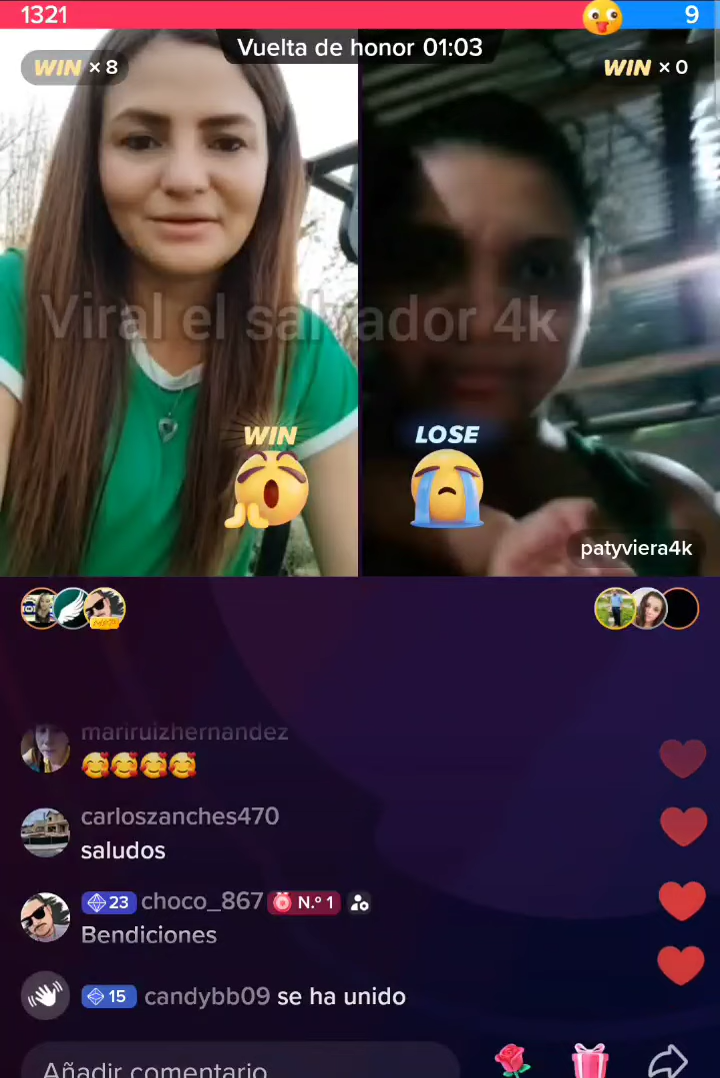 1321
9
Vuelta de honor 01:03
WIN × 8
WIN × 0
Viral el salvador 4k
WIN
LOSE
patyviera4k
mariruizhernandez
carloszanches470
saludos
23 choco_867 N.º 1
Bendiciones
15 candybb09 se ha unido
Añadir comentario